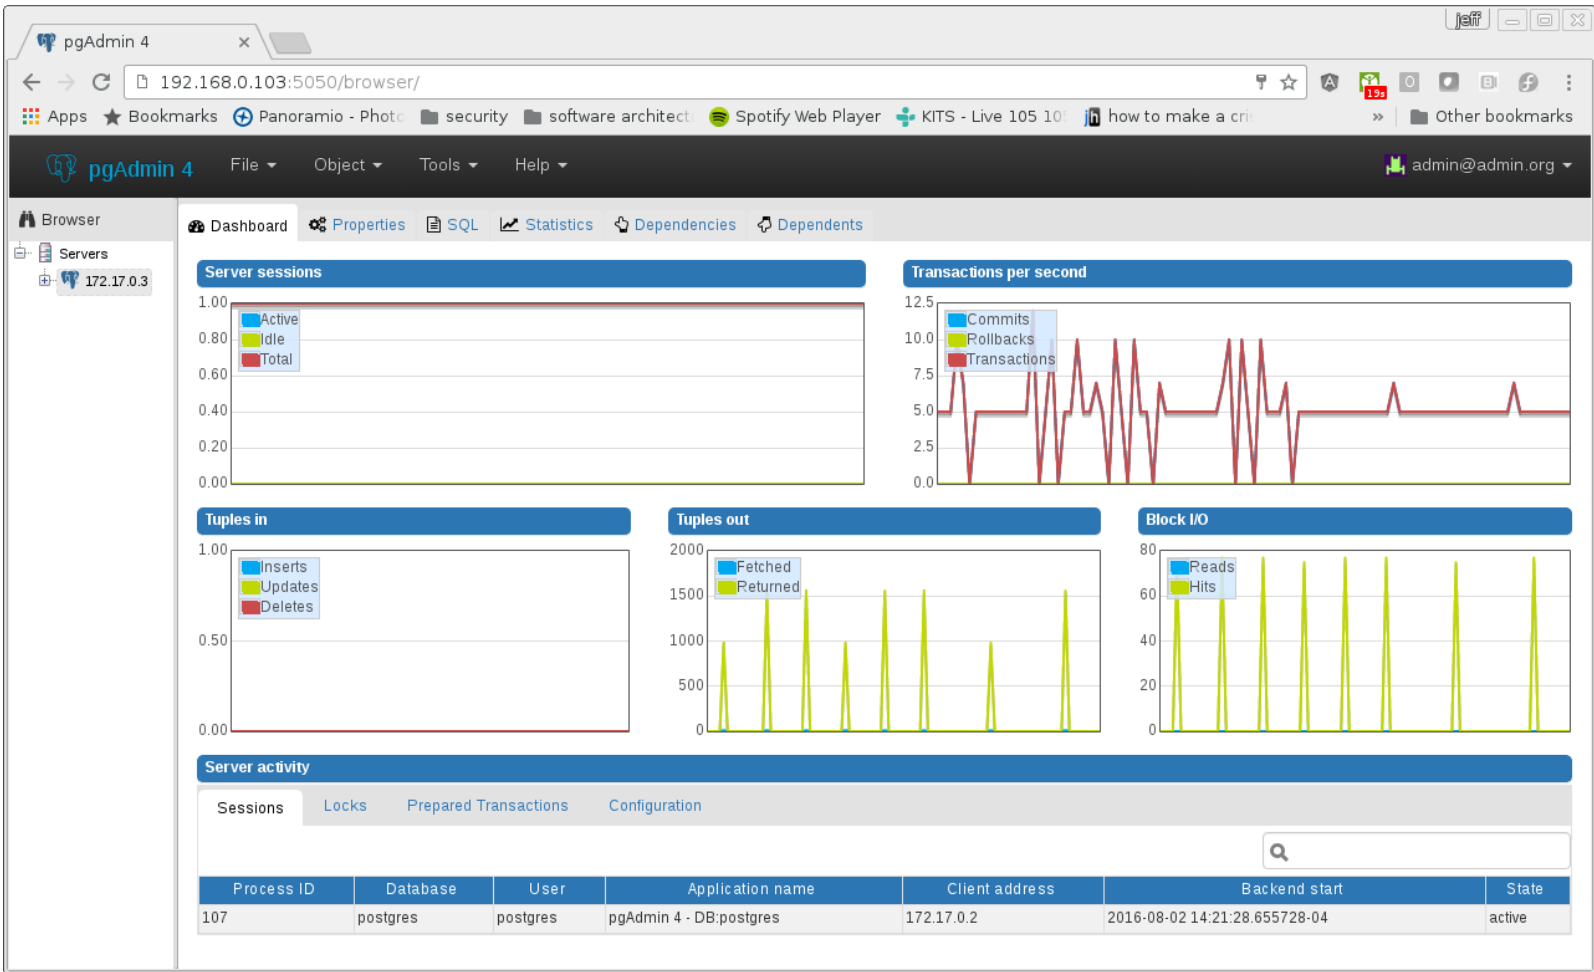 jeff
pgAdmin 4
192.168.0.103:5050/browser/
19s
Apps Bookmarks Panoramio - Photo security software architect Spotify Web Player KITS - Live 105 10 how to make a cri » Other bookmarks
pgAdmin 4 File Object Tools Help admin@admin.org
Browser
Dashboard Properties SQL Statistics Dependencies Dependents
Servers
172.17.0.3
Server sessions
1.00
0.80
0.60
0.40
0.20
0.00
Active
Idle
Total
Transactions per second
12.5
10.0
7.5
5.0
2.5
0.0
Commits
Rollbacks
Transactions
Tuples in
1.00
0.50
0.00
Inserts
Updates
Deletes
Tuples out
2000
1500
1000
500
0
Fetched
Returned
Block I/O
80
60
40
20
0
Reads
Hits
Server activity
Sessions Locks Prepared Transactions Configuration
Process ID Database User Application name Client address Backend start State
107 postgres postgres pgAdmin 4 - DB:postgres 172.17.0.2 2016-08-02 14:21:28.655728-04 active